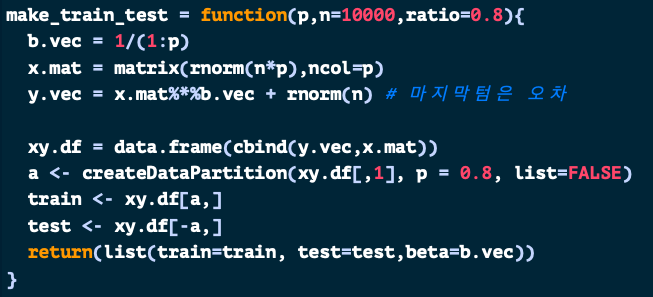 make_train_test = function(p,n=10000,ratio=0.8){
  b.vec = 1/(1:p)
  x.mat = matrix(rnorm(n*p),ncol=p)
  y.vec = x.mat%*%b.vec + rnorm(n) # 마지막텀은 오차

  xy.df = data.frame(cbind(y.vec,x.mat))
  a <- createDataPartition(xy.df[,1], p = 0.8, list=FALSE)
  train <- xy.df[a,]
  test <- xy.df[-a,]
  return(list(train=train, test=test,beta=b.vec))
}